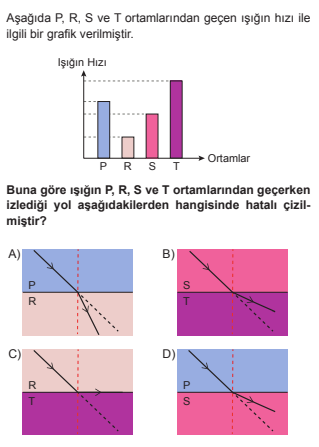 Aşağıda P, R, S ve T ortamlarından geçen ışığın hızı ile
ilgili bir grafik verilmiştir.
Işığın Hızı
P R S T
Ortamlar
Buna göre ışığın P, R, S ve T ortamlarından geçerken
izlediği yol aşağıdakilerden hangisinde hatalı çizil-
miştir?
A)
P
R
B)
S
T
C)
R
T
D)
P
S